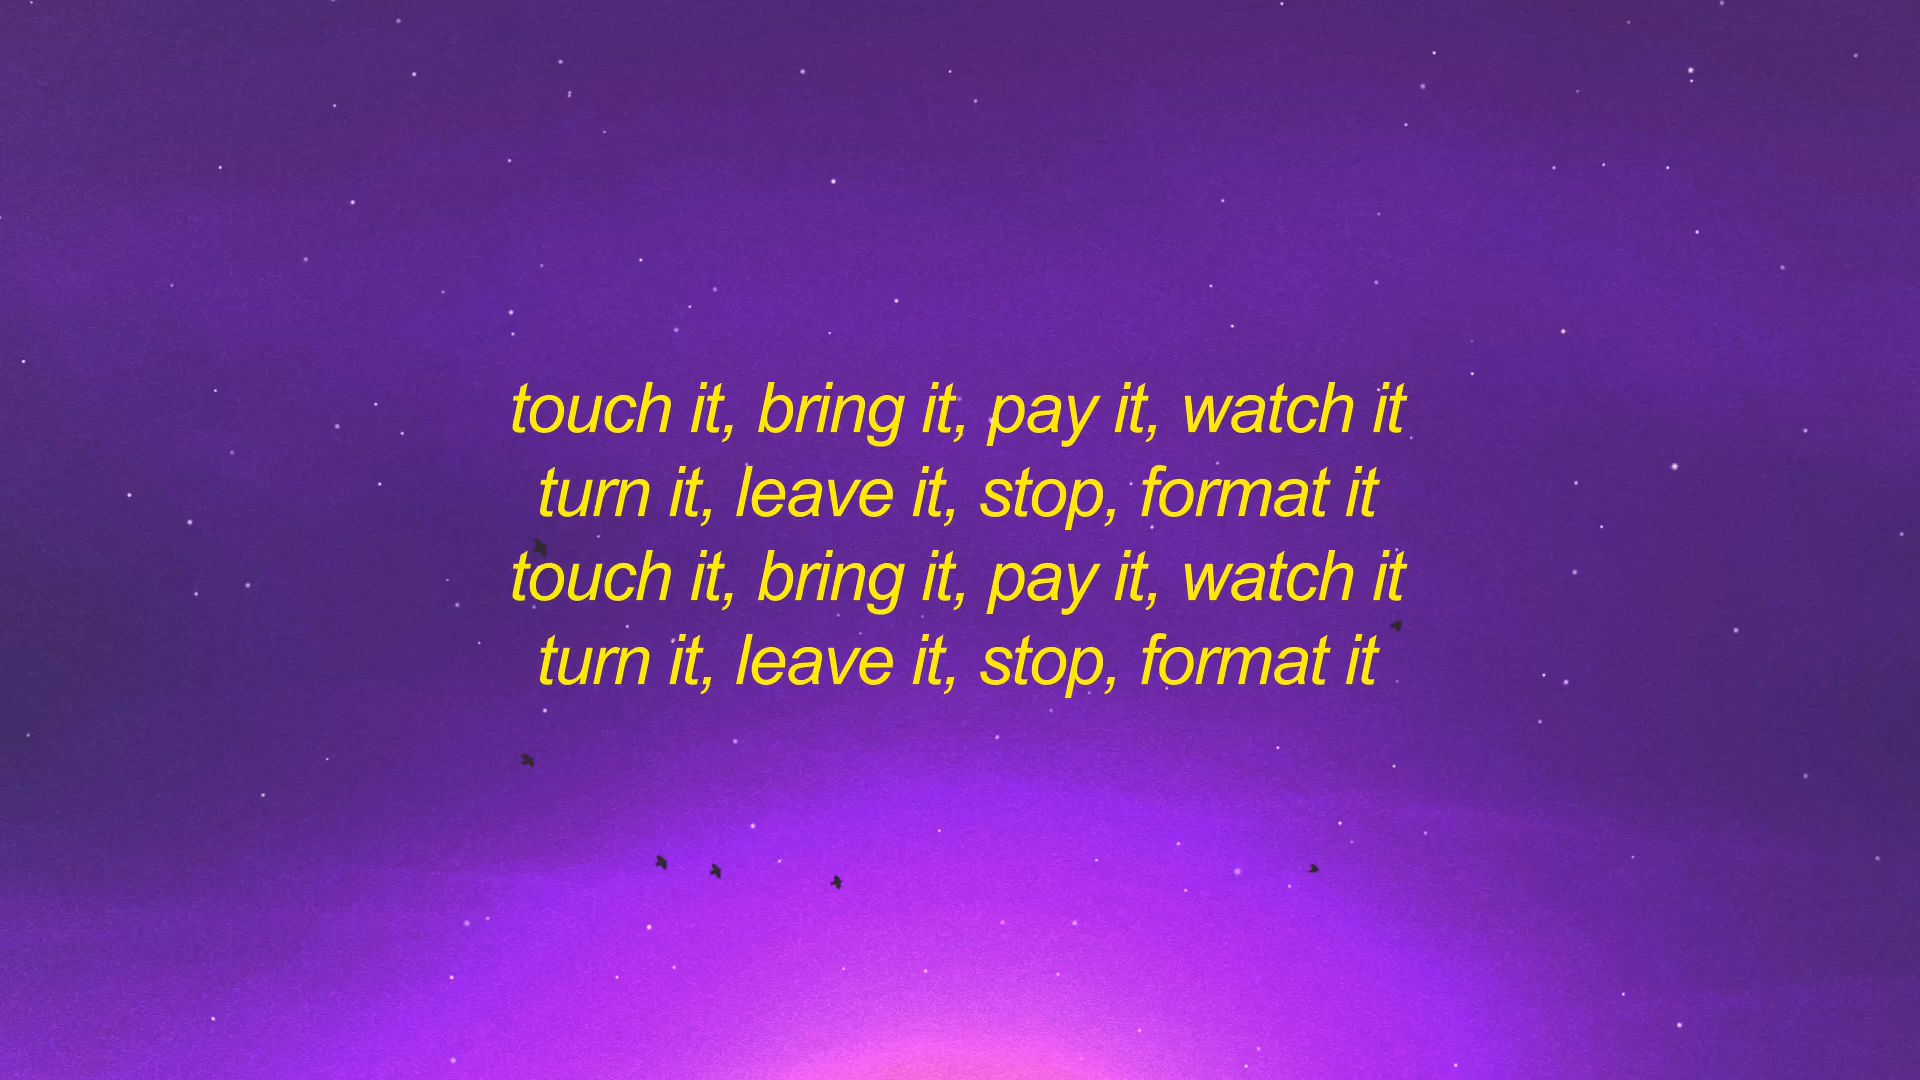 touch it, bring it, pay it, watch it
turn it, leave it, stop, format it
touch it, bring it, pay it, watch it
turn it, leave it, stop, format it